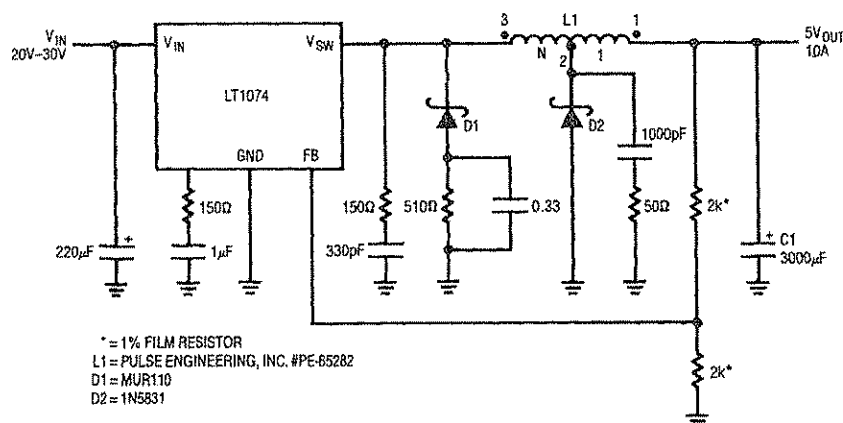 3
L1
1
V_IN
20V–30V
V_IN
V_SW
N
2
1
5V_OUT
10A
LT1074
D1
D2
1000pF
GND
FB
150Ω
150Ω
510Ω
0.33
50Ω
2k*
220µF
+
1µF
330pF
+
C1
3000µF
* = 1% FILM RESISTOR
L1 = PULSE ENGINEERING, INC. #PE-65282
D1 = MUR110
D2 = 1N5831
2k*